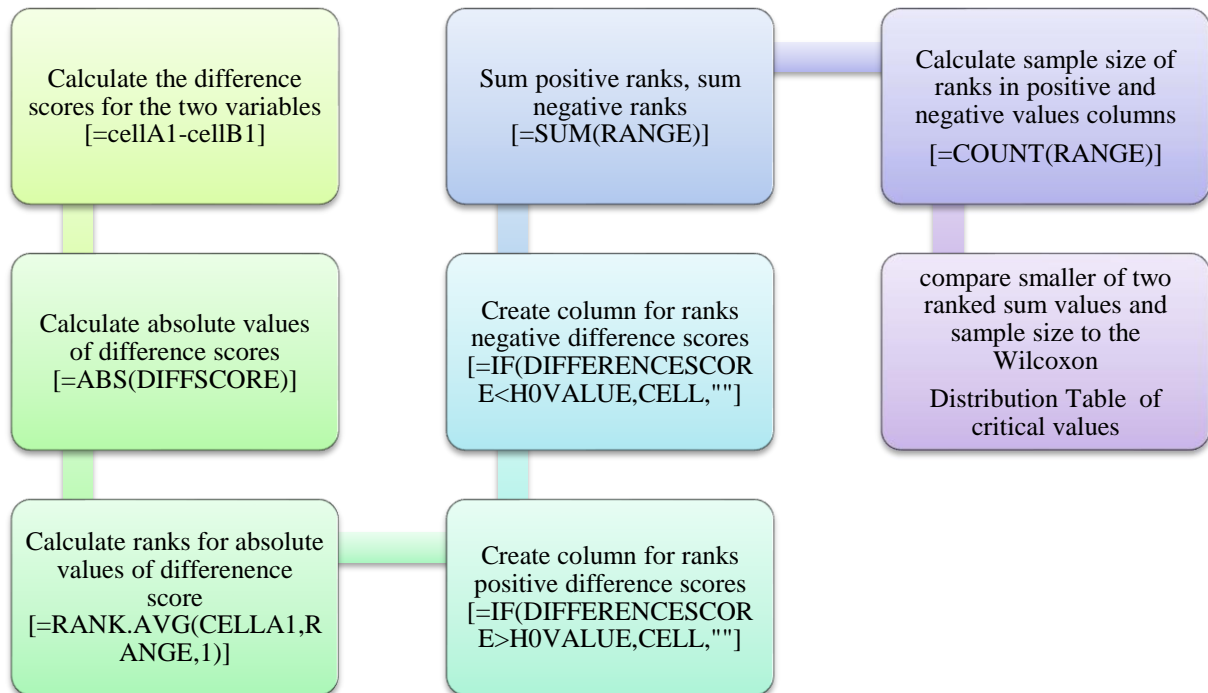 Calculate the difference
scores for the two variables
[=cellA1-cellB1]
Calculate absolute values
of difference scores
[=ABS(DIFFSCORE)]
Calculate ranks for absolute
values of differenence
score
[=RANK.AVG(CELLA1,R
ANGE,1)]
Create column for ranks
positive difference scores
[=IF(DIFFERENCESCOR
E>H0VALUE,CELL,""]
Create column for ranks
negative difference scores
[=IF(DIFFERENCESCOR
E<H0VALUE,CELL,""]
Sum positive ranks, sum
negative ranks
[=SUM(RANGE)]
Calculate sample size of
ranks in positive and
negative values columns
[=COUNT(RANGE)]
compare smaller of two
ranked sum values and
sample size to the
Wilcoxon
Distribution Table of
critical values